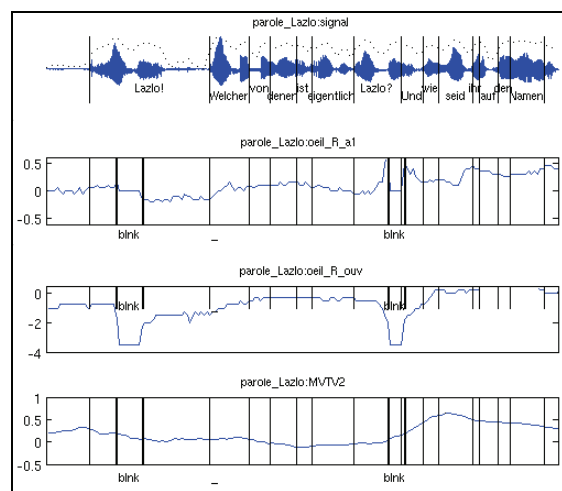 parole_Lazlo:signal
Lazlo! von ist Lazlo? wie ihr den
Welcher denen eigentlich Und seid auf Namen
parole_Lazlo:oeil_R_a1
0.5
0
-0.5
blnk _ blnk
parole_Lazlo:oeil_R_ouv
0
blnk blnk
-2
-4
parole_Lazlo:MVTV2
1
0.5
0
-0.5
blnk _ blnk